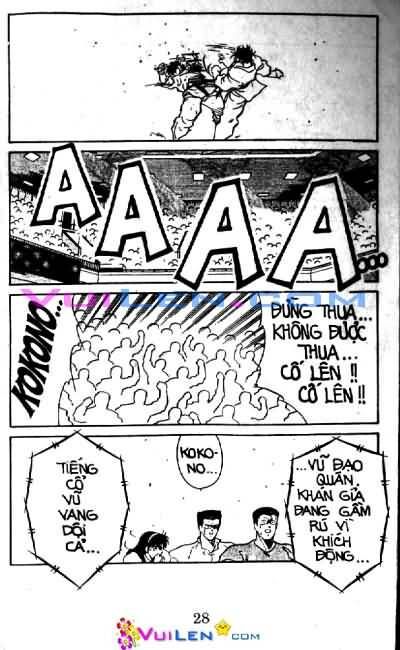 AAAA...
VUILEN.COM
KOKONO...
ĐỪNG THUA...
KHÔNG ĐƯỢC
THUA...
CỐ LÊN !!
CỐ LÊN !!
KOKO-
NO...
...VŨ ĐẠO
QUÁN,
KHÁN GIẢ
ĐANG GẦM
RÚ VÌ
KHÍCH
ĐỘNG...
TIẾNG
CỔ
VŨ
VANG
DỘI
CẢ...
28
VUILEN.COM